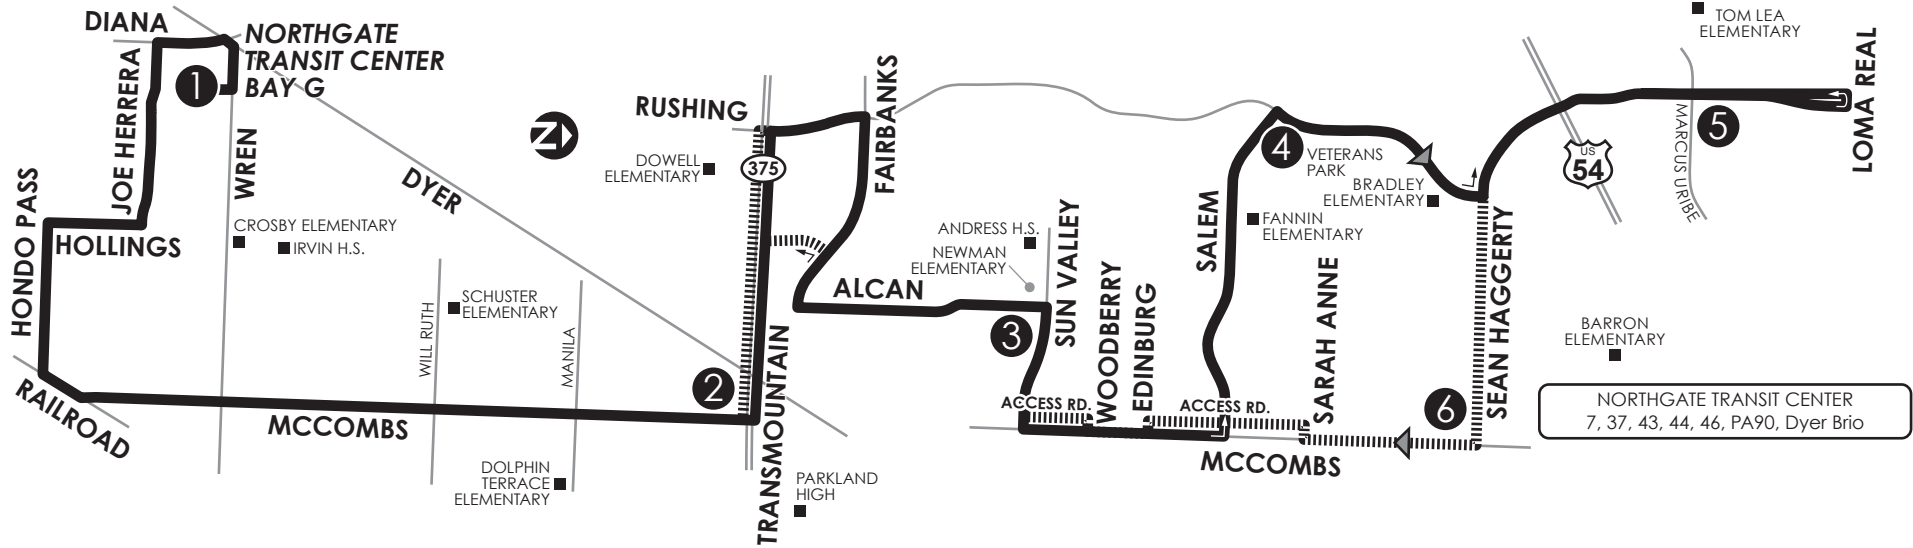 DIANA
NORTHGATE
TRANSIT CENTER
BAY G
1
JOE HERRERA
WREN
HONDO PASS
HOLLINGS
CROSBY ELEMENTARY
IRVIN H.S.
DYER
RAILROAD
MCCOMBS
WILL RUTH
SCHUSTER
ELEMENTARY
MANILA
DOLPHIN
TERRACE
ELEMENTARY
N
2
RUSHING
DOWELL
ELEMENTARY
375
TRANSMOUNTAIN
PARKLAND
HIGH
FAIRBANKS
ALCAN
ANDRESS H.S.
NEWMAN
ELEMENTARY
3
SUN VALLEY
ACCESS RD.
WOODBERRY
EDINBURG
ACCESS RD.
SALEM
4
VETERANS
PARK
BRADLEY
ELEMENTARY
FANNIN
ELEMENTARY
SARAH ANNE
MCCOMBS
6
SEAN HAGGERTY
US
54
MARCUS URIBE
5
TOM LEA
ELEMENTARY
LOMA REAL
BARRON
ELEMENTARY
NORTHGATE TRANSIT CENTER
7, 37, 43, 44, 46, PA90, Dyer Brio